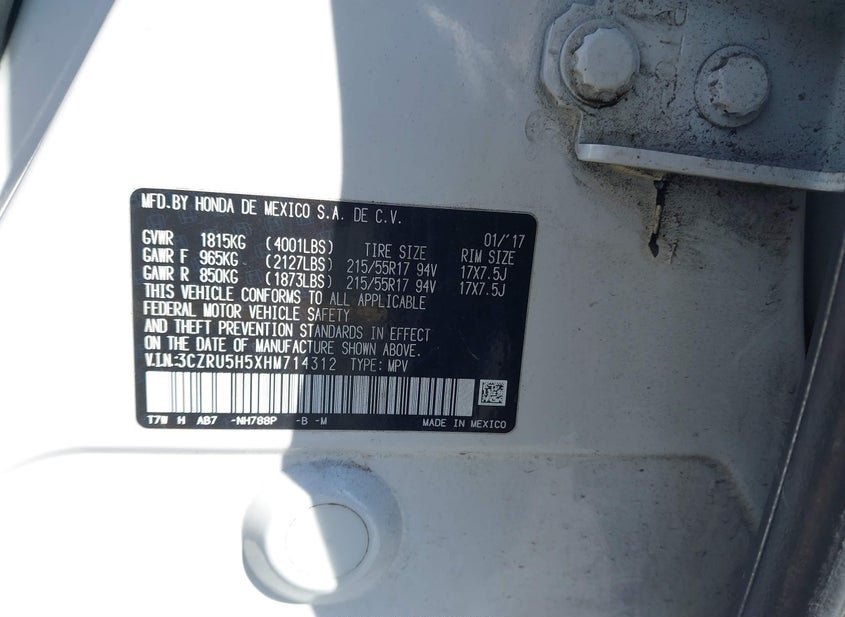 MFD.BY HONDA DE MEXICO S.A. DE C.V.
01/'17
GVWR 1815KG (4001LBS) TIRE SIZE RIM SIZE
GAWR F 965KG (2127LBS) 215/55R17 94V 17X7.5J
GAWR R 850KG (1873LBS) 215/55R17 94V 17X7.5J
THIS VEHICLE CONFORMS TO ALL APPLICABLE
FEDERAL MOTOR VEHICLE SAFETY
AND THEFT PREVENTION STANDARDS IN EFFECT
ON DATE OF MANUFACTURE SHOWN ABOVE.
V.I.N:3CZRU5H5XHM714312 TYPE: MPV
T7W H AB7 -NH788P -B -M MADE IN MEXICO